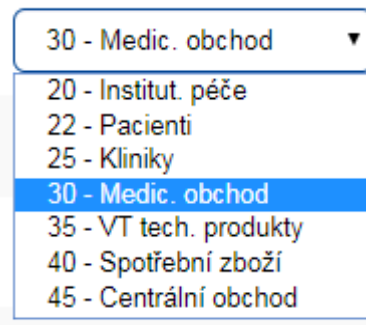 30 - Medic. obchod
20 - Institut. péče
22 - Pacienti
25 - Kliniky
30 - Medic. obchod
35 - VT tech. produkty
40 - Spotřební zboží
45 - Centrální obchod